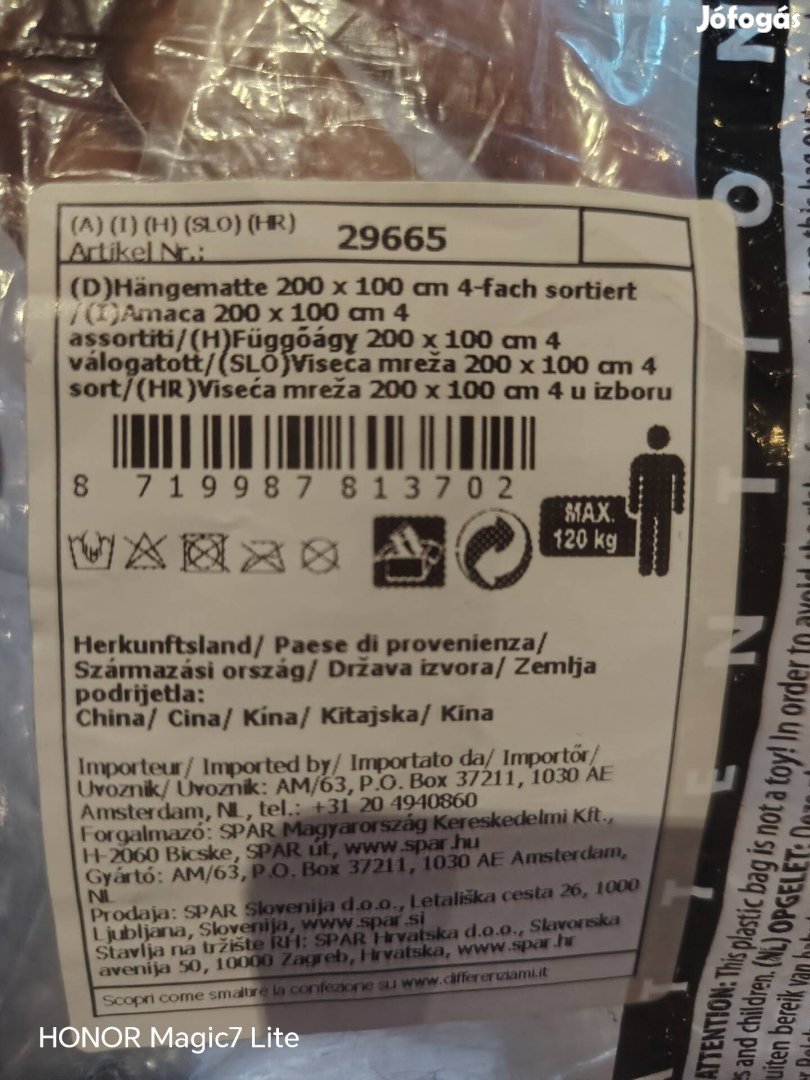 Jófogás
(A) (I) (H) (SLO) (HR)
Artikel Nr.: 29665
(D)Hängematte 200 x 100 cm 4-fach sortiert
/(I)Amaca 200 x 100 cm 4
assortiti/(H)Függőágy 200 x 100 cm 4
válogatott/(SLO)Viseča mreža 200 x 100 cm 4
sort/(HR)Viseća mreža 200 x 100 cm 4 u izboru
8 719987 813702
MAX.
120 kg
Herkunftsland/ Paese di provenienza/
Származási ország/ Država izvora/ Zemlja
podrijetla:
China/ Cina/ Kína/ Kitajska/ Kina
Importeur/ Imported by/ Importato da/ Importőr/
Uvoznik/ Uvoznik: AM/63, P.O. Box 37211, 1030 AE
Amsterdam, NL, tel.: +31 20 4940860
Forgalmazó: SPAR Magyarország Kereskedelmi Kft.,
H-2060 Bicske, SPAR út, www.spar.hu
Gyártó: AM/63, P.O. Box 37211, 1030 AE Amsterdam,
NL
Prodaja: SPAR Slovenija d.o.o., Letališka cesta 26, 1000
Ljubljana, Slovenija, www.spar.si
Stavlja na tržište RH: SPAR Hrvatska d.o.o., Slavonska
avenija 50, 10000 Zagreb, Hrvatska, www.spar.hr
Scopri come smaltire la confezione su www.differenziami.it
ATTENTION
ATTENTION: This plastic bag is not a toy! In order to avoid
s and children. (NL) OPGELET:
uiten bereik van
HONOR Magic7 Lite